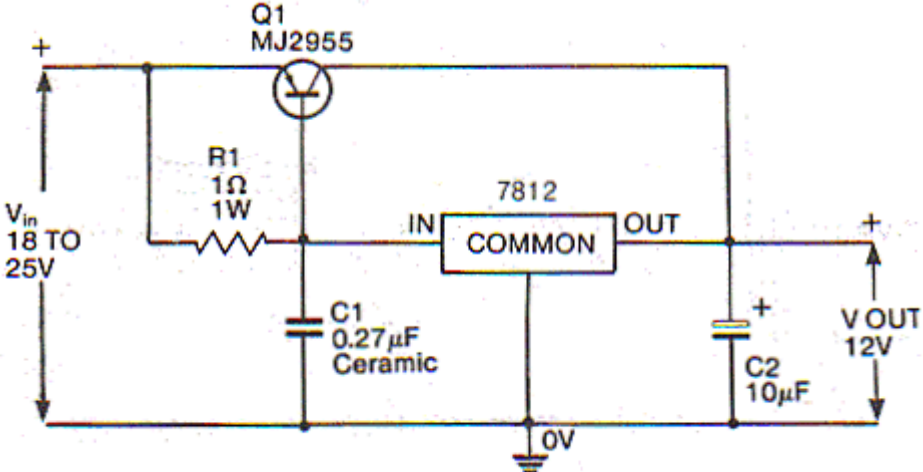 Q1
MJ2955
+
R1
1Ω
1W
Vin
18 TO
25V
7812
IN
COMMON
OUT
+
C1
0.27µF
Ceramic
+
C2
10µF
V OUT
12V
0V